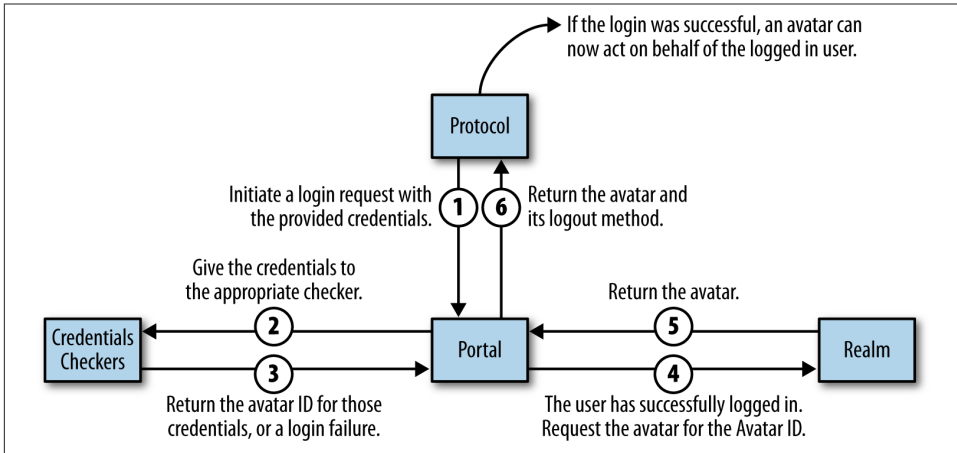 If the login was successful, an avatar can
now act on behalf of the logged in user.
Protocol
Initiate a login request with
the provided credentials.
1
6
Return the avatar and
its logout method.
Give the credentials to
the appropriate checker.
2
Return the avatar.
5
Credentials
Checkers
Portal
Realm
3
Return the avatar ID for those
credentials, or a login failure.
4
The user has successfully logged in.
Request the avatar for the Avatar ID.